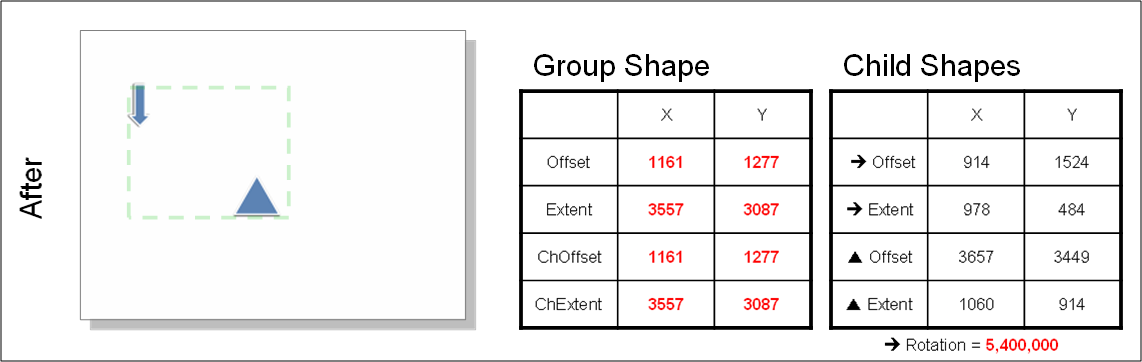 After
Group Shape
X Y
Offset 1161 1277
Extent 3557 3087
ChOffset 1161 1277
ChExtent 3557 3087
Child Shapes
X Y
➔ Offset 914 1524
➔ Extent 978 484
▲ Offset 3657 3449
▲ Extent 1060 914
➔ Rotation = 5,400,000